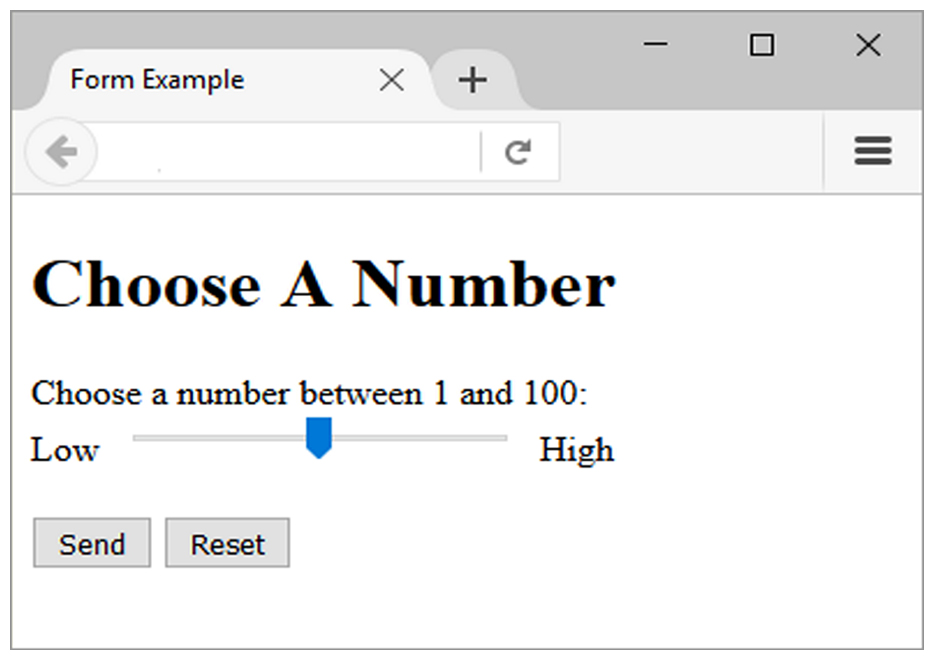 Form Example
Choose A Number
Choose a number between 1 and 100:
Low High
Send Reset